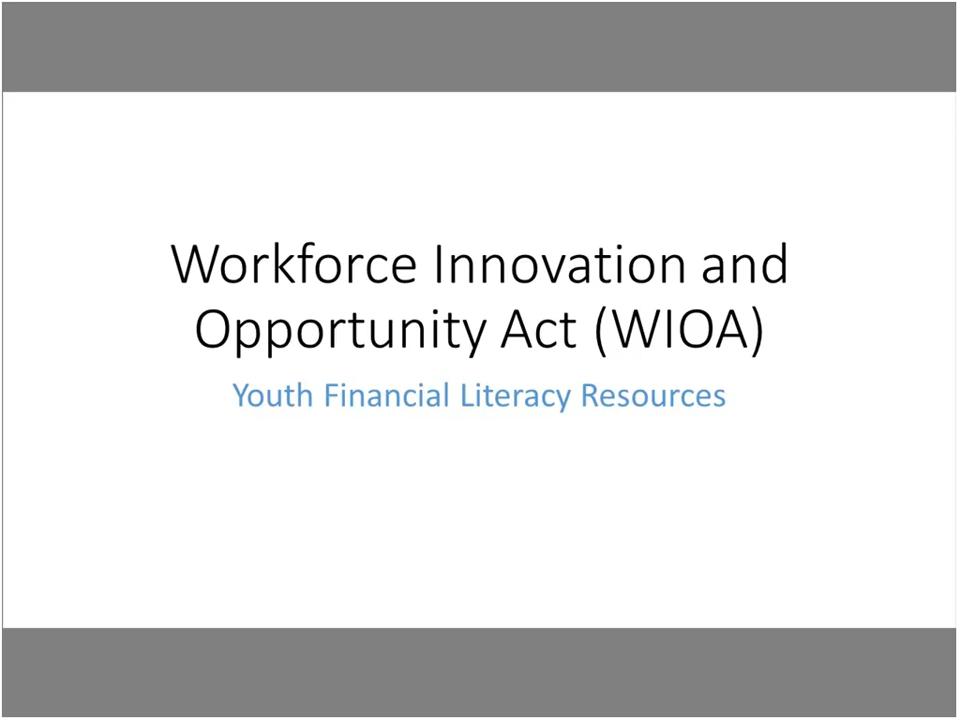 Workforce Innovation and
Opportunity Act (WIOA)
Youth Financial Literacy Resources